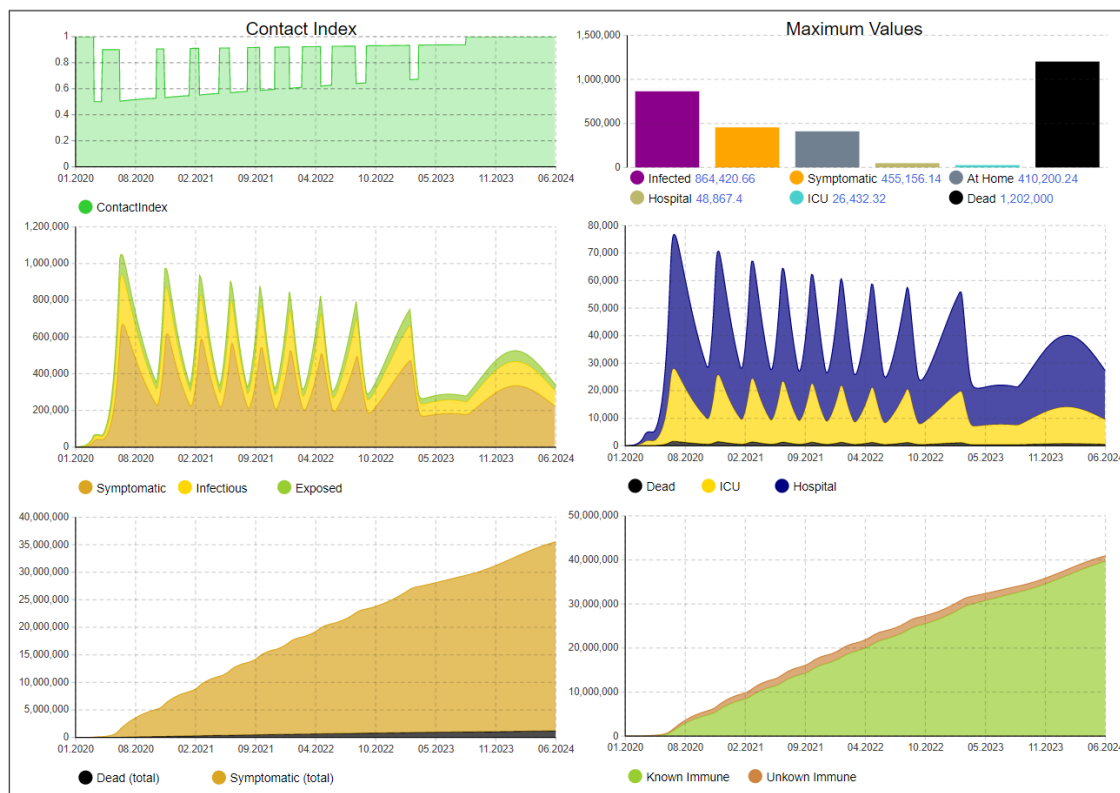 Contact Index
1
0.8
0.6
0.4
0.2
0
01.2020 08.2020 02.2021 09.2021 04.2022 10.2022 05.2023 11.2023 06.2024
ContactIndex
Maximum Values
1,500,000
1,000,000
500,000
0
Infected 864,420.66 Symptomatic 455,156.14 At Home 410,200.24
Hospital 48,867.4 ICU 26,432.32 Dead 1,202,000
1,200,000
1,000,000
800,000
600,000
400,000
200,000
0
01.2020 08.2020 02.2021 09.2021 04.2022 10.2022 05.2023 11.2023 06.2024
Symptomatic Infectious Exposed
80,000
70,000
60,000
50,000
40,000
30,000
20,000
10,000
0
01.2020 08.2020 02.2021 09.2021 04.2022 10.2022 05.2023 11.2023 06.2024
Dead ICU Hospital
40,000,000
35,000,000
30,000,000
25,000,000
20,000,000
15,000,000
10,000,000
5,000,000
0
01.2020 08.2020 02.2021 09.2021 04.2022 10.2022 05.2023 11.2023 06.2024
Dead (total) Symptomatic (total)
50,000,000
40,000,000
30,000,000
20,000,000
10,000,000
0
01.2020 08.2020 02.2021 09.2021 04.2022 10.2022 05.2023 11.2023 06.2024
Known Immune Unkown Immune